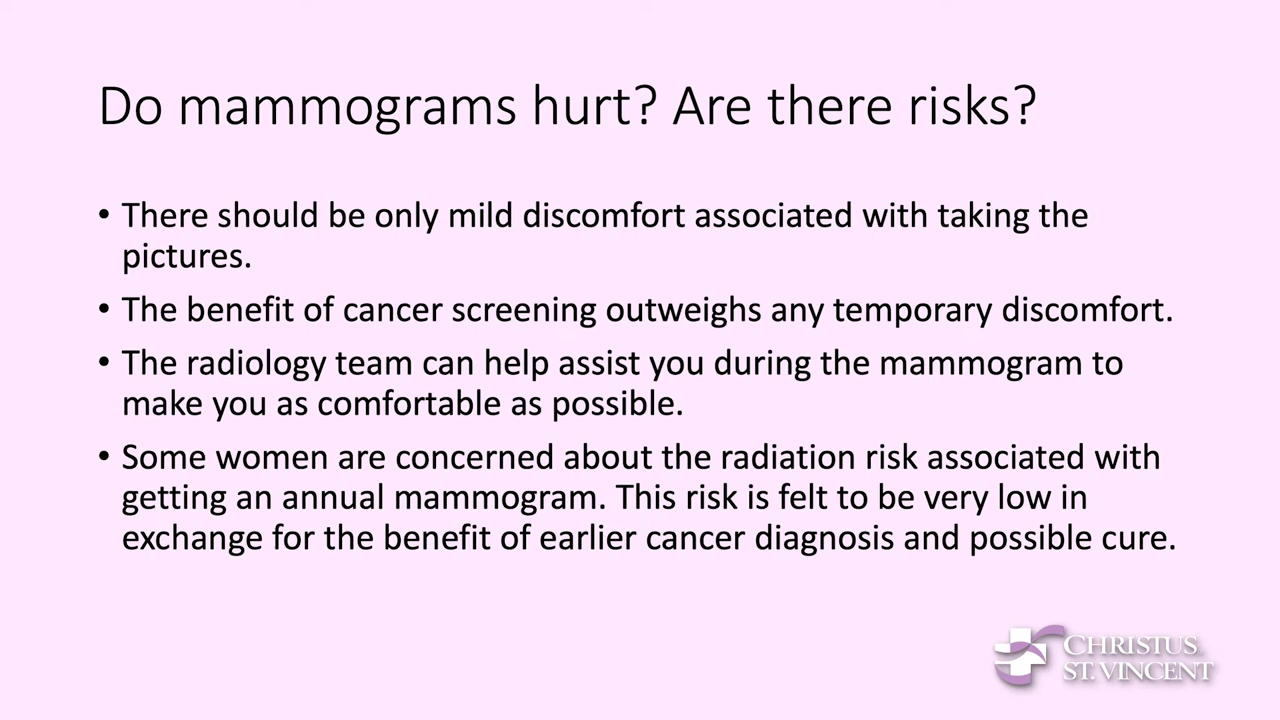 Do mammograms hurt? Are there risks?
• There should be only mild discomfort associated with taking the
pictures.
• The benefit of cancer screening outweighs any temporary discomfort.
• The radiology team can help assist you during the mammogram to
make you as comfortable as possible.
• Some women are concerned about the radiation risk associated with
getting an annual mammogram. This risk is felt to be very low in
exchange for the benefit of earlier cancer diagnosis and possible cure.
CHRISTUS
ST. VINCENT